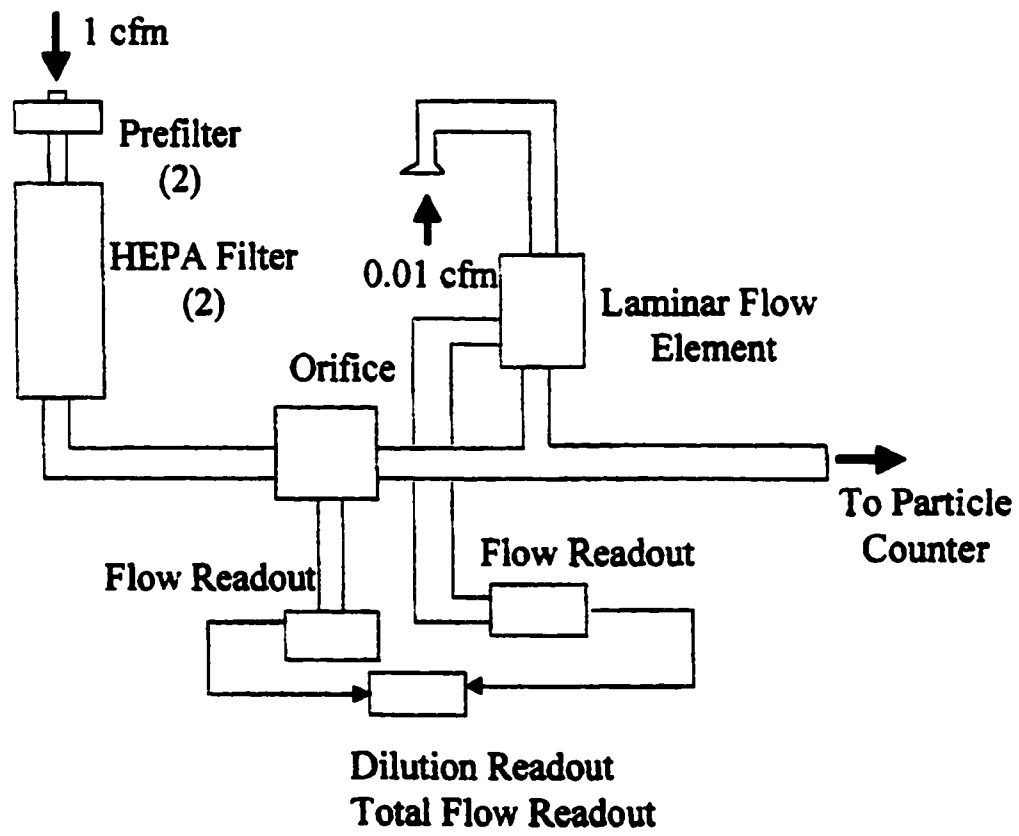 1 cfm
Prefilter
(2)
HEPA Filter
(2)
0.01 cfm
Laminar Flow
Element
Orifice
To Particle
Counter
Flow Readout
Flow Readout
Dilution Readout
Total Flow Readout